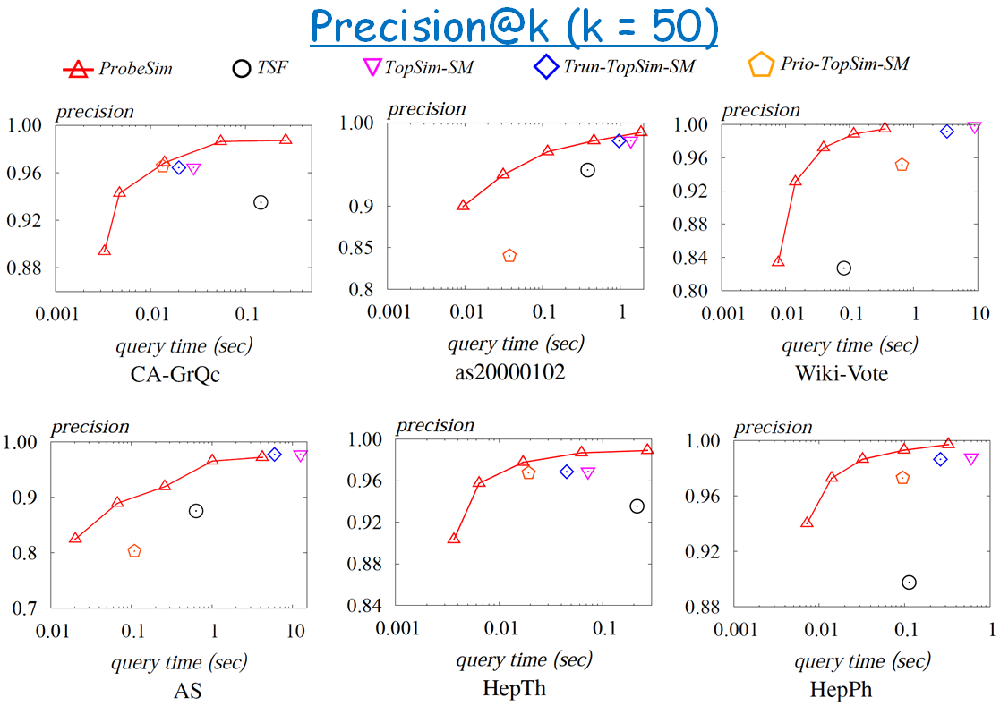 Precision@k (k = 50)
ProbeSim TSF TopSim-SM Trun-TopSim-SM Prio-TopSim-SM
precision
1.00
0.96
0.92
0.88
0.001 0.01 0.1
query time (sec)
CA-GrQc
precision
1.00
0.9
0.85
0.8
0.001 0.01 0.1 1
query time (sec)
as20000102
precision
1.00
0.96
0.92
0.88
0.84
0.80
0.001 0.01 0.1 1 10
query time (sec)
Wiki-Vote
precision
1.00
0.9
0.8
0.7
0.01 0.1 1 10
query time (sec)
AS
precision
1.00
0.96
0.92
0.88
0.84
0.001 0.01 0.1
query time (sec)
HepTh
precision
1.00
0.96
0.92
0.88
0.001 0.01 0.1 1
query time (sec)
HepPh